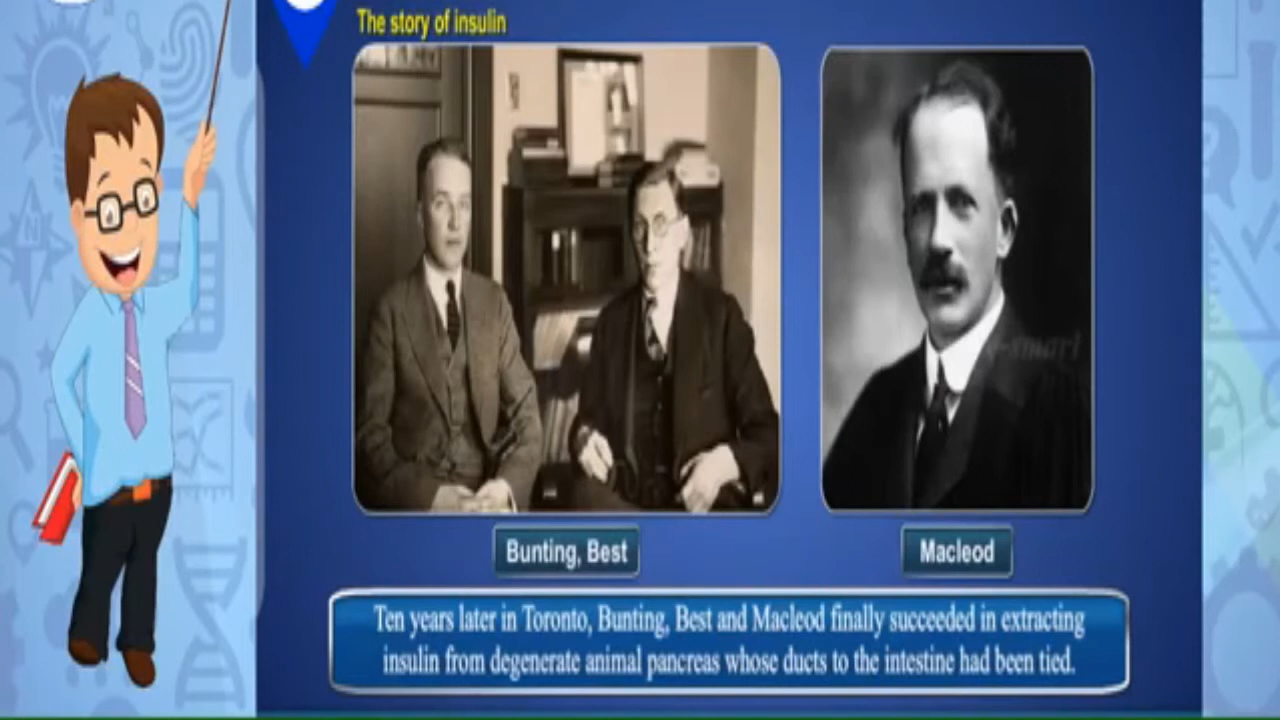 The story of insulin
Bunting, Best
Macleod
Ten years later in Toronto, Bunting, Best and Macleod finally succeeded in extracting
insulin from degenerate animal pancreas whose ducts to the intestine had been tied.
N